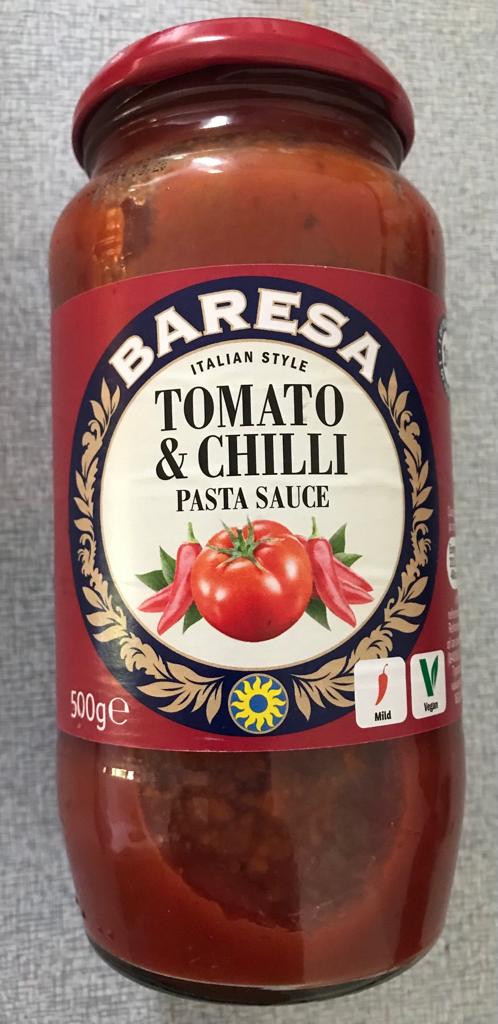 BARESA
ITALIAN STYLE
TOMATO
& CHILLI
PASTA SAUCE
500g℮
Mild
Vegan